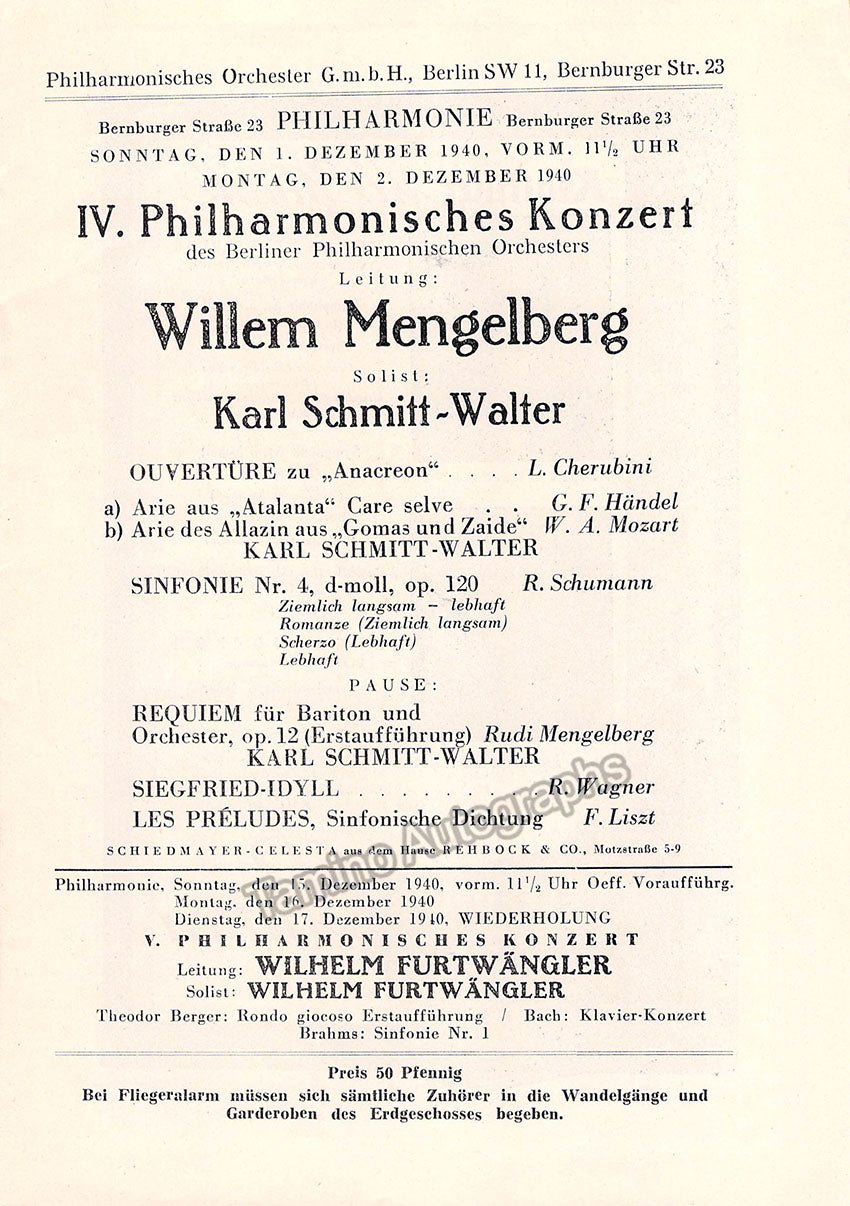 Philharmonisches Orchester G.m.b.H., Berlin SW 11, Bernburger Str. 23
Bernburger Straße 23 PHILHARMONIE Bernburger Straße 23
SONNTAG, DEN 1. DEZEMBER 1940, VORM. 11 1/2 UHR
MONTAG, DEN 2. DEZEMBER 1940
IV. Philharmonisches Konzert
des Berliner Philharmonischen Orchesters
Leitung:
Willem Mengelberg
Solist:
Karl Schmitt-Walter
OUVERTÜRE zu „Anacreon“ . . . . L. Cherubini
a) Arie aus „Atalanta“ Care selve . . G. F. Händel
b) Arie des Allazin aus „Gomas und Zaide“ W. A. Mozart
KARL SCHMITT-WALTER
SINFONIE Nr. 4, d-moll, op. 120 R. Schumann
Ziemlich langsam – lebhaft
Romanze (Ziemlich langsam)
Scherzo (Lebhaft)
Lebhaft
PAUSE:
REQUIEM für Bariton und
Orchester, op. 12 (Erstaufführung) Rudi Mengelberg
KARL SCHMITT-WALTER
SIEGFRIED-IDYLL . . . . . . . . . R. Wagner
LES PRÉLUDES, Sinfonische Dichtung F. Liszt
SCHIEDMAYER-CELESTA aus dem Hause REHBOCK & CO., Motzstraße 5-9
Tamino Autographs
Philharmonie, Sonntag, den 15. Dezember 1940, vorm. 11 1/2 Uhr Oeff. Voraufführg.
Montag, den 16. Dezember 1940
Dienstag, den 17. Dezember 1940, WIEDERHOLUNG
V. PHILHARMONISCHES KONZERT
Leitung: WILHELM FURTWÄNGLER
Solist: WILHELM FURTWÄNGLER
Theodor Berger: Rondo giocoso Erstaufführung / Bach: Klavier-Konzert
Brahms: Sinfonie Nr. 1
Preis 50 Pfennig
Bei Fliegeralarm müssen sich sämtliche Zuhörer in die Wandelgänge und
Garderoben des Erdgeschosses begeben.